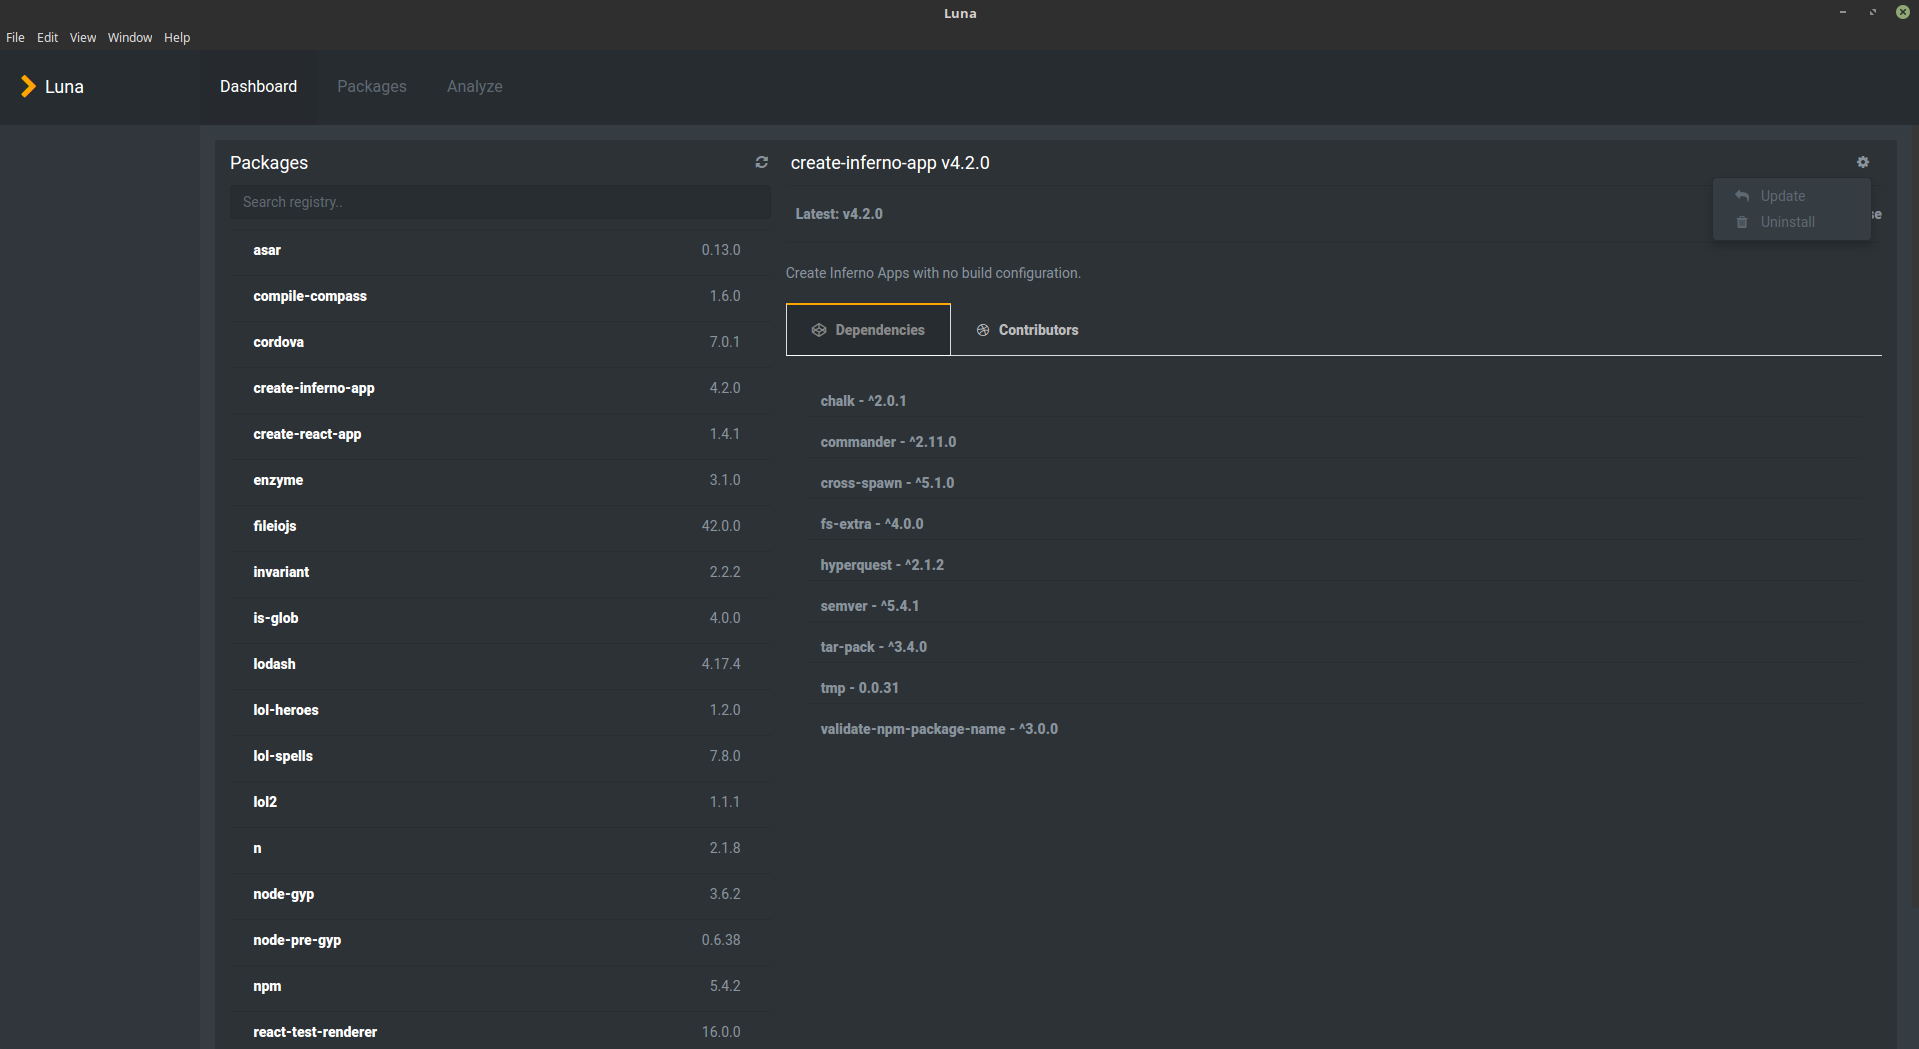 Luna
File Edit View Window Help
Luna
Dashboard Packages Analyze
Packages
Search registry..
asar 0.13.0
compile-compass 1.6.0
cordova 7.0.1
create-inferno-app 4.2.0
create-react-app 1.4.1
enzyme 3.1.0
fileiojs 42.0.0
invariant 2.2.2
is-glob 4.0.0
lodash 4.17.4
lol-heroes 1.2.0
lol-spells 7.8.0
lol2 1.1.1
n 2.1.8
node-gyp 3.6.2
node-pre-gyp 0.6.38
npm 5.4.2
react-test-renderer 16.0.0
create-inferno-app v4.2.0
Update
Uninstall
Latest: v4.2.0
Create Inferno Apps with no build configuration.
Dependencies Contributors
chalk - ^2.0.1
commander - ^2.11.0
cross-spawn - ^5.1.0
fs-extra - ^4.0.0
hyperquest - ^2.1.2
semver - ^5.4.1
tar-pack - ^3.4.0
tmp - 0.0.31
validate-npm-package-name - ^3.0.0